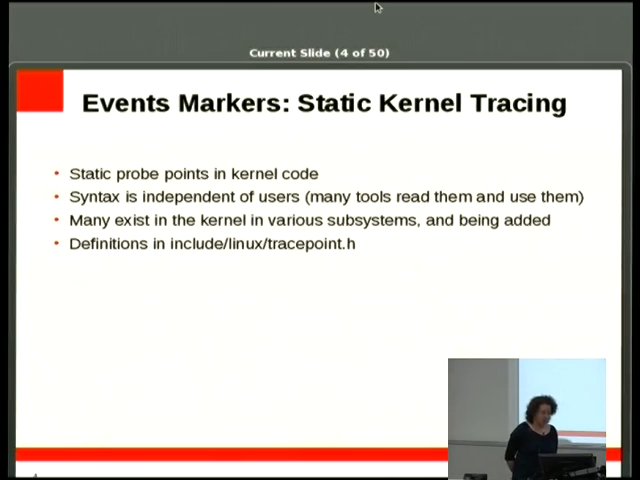 Current Slide (4 of 50)
Events Markers: Static Kernel Tracing
• Static probe points in kernel code
• Syntax is independent of users (many tools read them and use them)
• Many exist in the kernel in various subsystems, and being added
• Definitions in include/linux/tracepoint.h